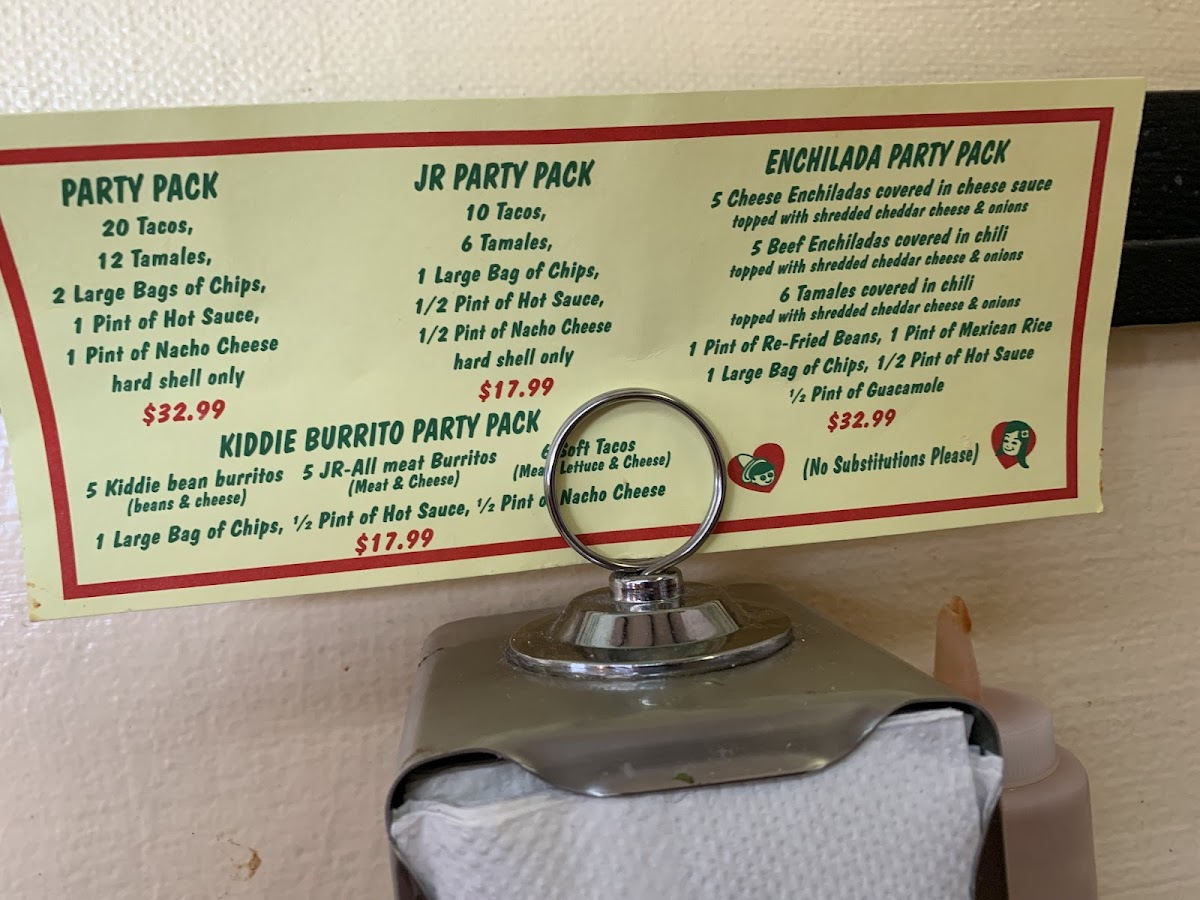 PARTY PACK
20 Tacos,
12 Tamales,
2 Large Bags of Chips,
1 Pint of Hot Sauce,
1 Pint of Nacho Cheese
hard shell only
$32.99
JR PARTY PACK
10 Tacos,
6 Tamales,
1 Large Bag of Chips,
1/2 Pint of Hot Sauce,
1/2 Pint of Nacho Cheese
hard shell only
$17.99
ENCHILADA PARTY PACK
5 Cheese Enchiladas covered in cheese sauce
topped with shredded cheddar cheese & onions
5 Beef Enchiladas covered in chili
topped with shredded cheddar cheese & onions
6 Tamales covered in chili
topped with shredded cheddar cheese & onions
1 Pint of Re-Fried Beans, 1 Pint of Mexican Rice
1 Large Bag of Chips, 1/2 Pint of Hot Sauce
½ Pint of Guacamole
$32.99
(No Substitutions Please)
KIDDIE BURRITO PARTY PACK
5 Kiddie bean burritos
(beans & cheese)
5 JR-All meat Burritos
(Meat & Cheese)
6 Soft Tacos
(Meat Lettuce & Cheese)
1 Large Bag of Chips, ½ Pint of Hot Sauce, ½ Pint of Nacho Cheese
$17.99